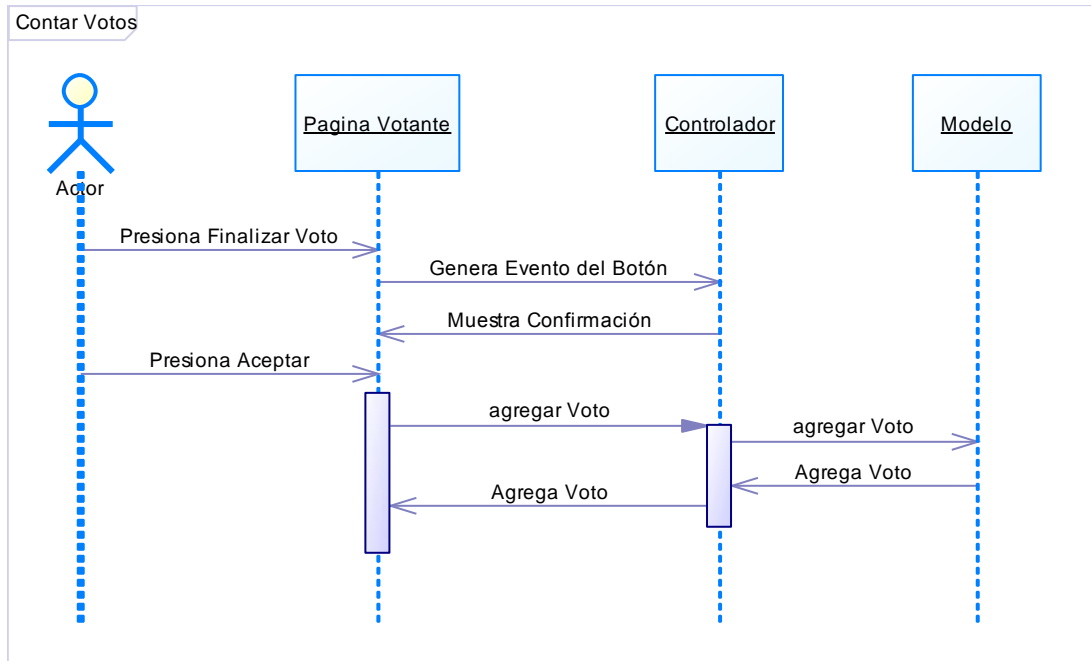 Contar Votos
Actor
Pagina Votante
Controlador
Modelo
Presiona Finalizar Voto
Genera Evento del Botón
Muestra Confirmación
Presiona Aceptar
agregar Voto
agregar Voto
Agrega Voto
Agrega Voto